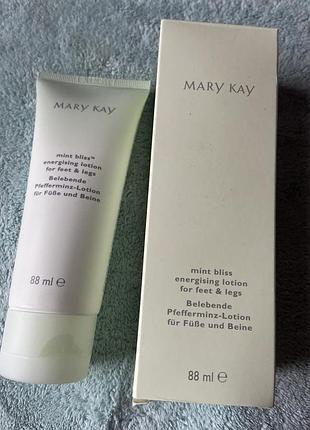 MARY KAY
mint bliss™
energising lotion
for feet & legs
Belebende
Pfefferminz-Lotion
für Füße und Beine
88 ml ℮
MARY KAY
mint bliss
energising lotion
for feet & legs
Belebende
Pfefferminz-Lotion
für Füße und Beine
88 ml ℮